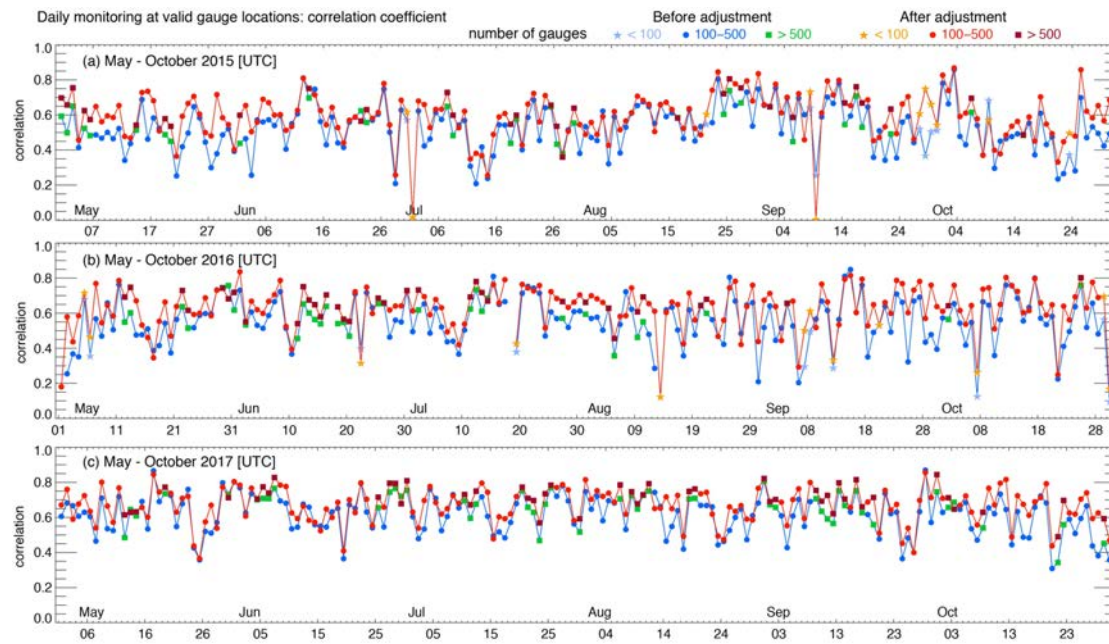 Daily monitoring at valid gauge locations: correlation coefficient Before adjustment After adjustment
number of gauges < 100 100-500 > 500 < 100 100-500 > 500
(a) May - October 2015 [UTC]
correlation
1.0
0.8
0.6
0.4
0.2
0.0
May Jun Jul Aug Sep Oct
07 17 27 06 16 26 06 16 26 05 15 25 04 14 24 04 14 24
(b) May - October 2016 [UTC]
correlation
1.0
0.8
0.6
0.4
0.2
0.0
May Jun Jul Aug Sep Oct
01 11 21 31 10 20 30 10 20 30 09 19 29 08 18 28 08 18 28
(c) May - October 2017 [UTC]
correlation
1.0
0.8
0.6
0.4
0.2
0.0
May Jun Jul Aug Sep Oct
06 16 26 05 15 25 05 15 25 04 14 24 03 13 23 03 13 23